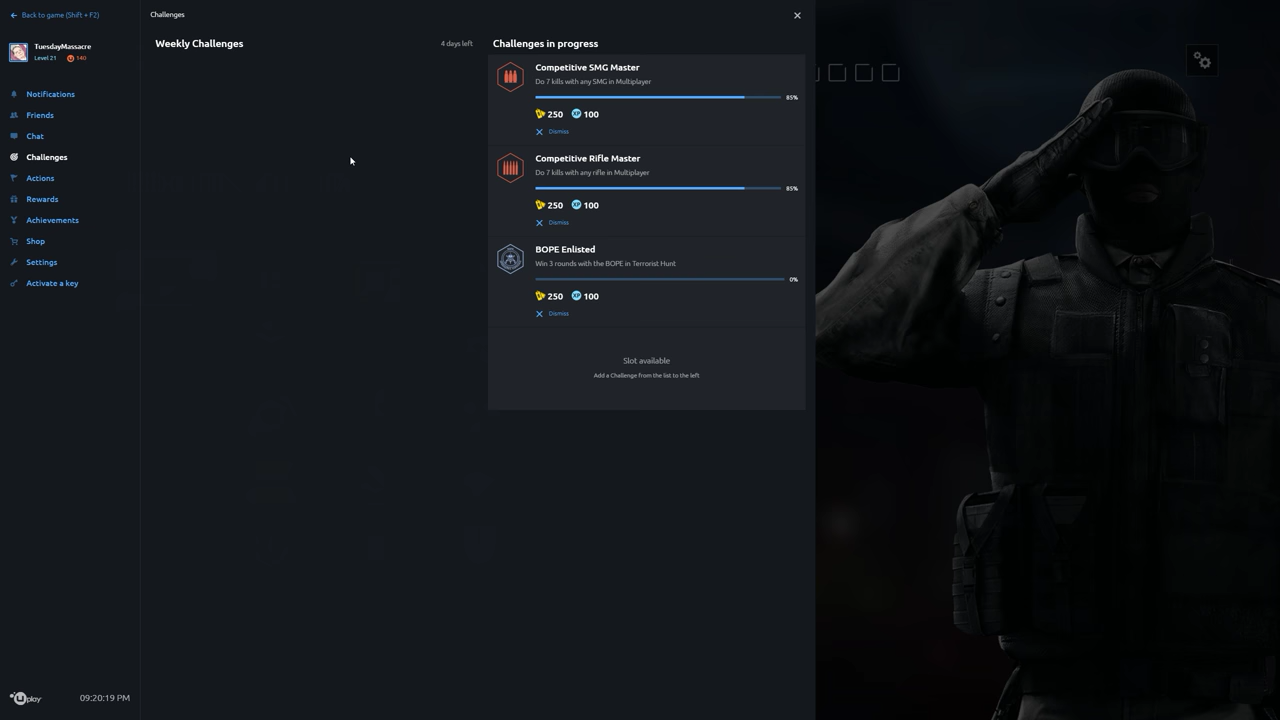 Back to game (Shift + F2)
TuesdayMassacre
Level 21 140
Notifications
Friends
Chat
Challenges
Actions
Rewards
Achievements
Shop
Settings
Activate a key
Uplay
09:20:19 PM
Challenges
Weekly Challenges
4 days left
Challenges in progress
Competitive SMG Master
Do 7 kills with any SMG in Multiplayer
85%
250 XP 100
Dismiss
Competitive Rifle Master
Do 7 kills with any rifle in Multiplayer
85%
250 XP 100
Dismiss
BOPE Enlisted
Win 3 rounds with the BOPE in Terrorist Hunt
0%
250 XP 100
Dismiss
Slot available
Add a Challenge from the list to the left